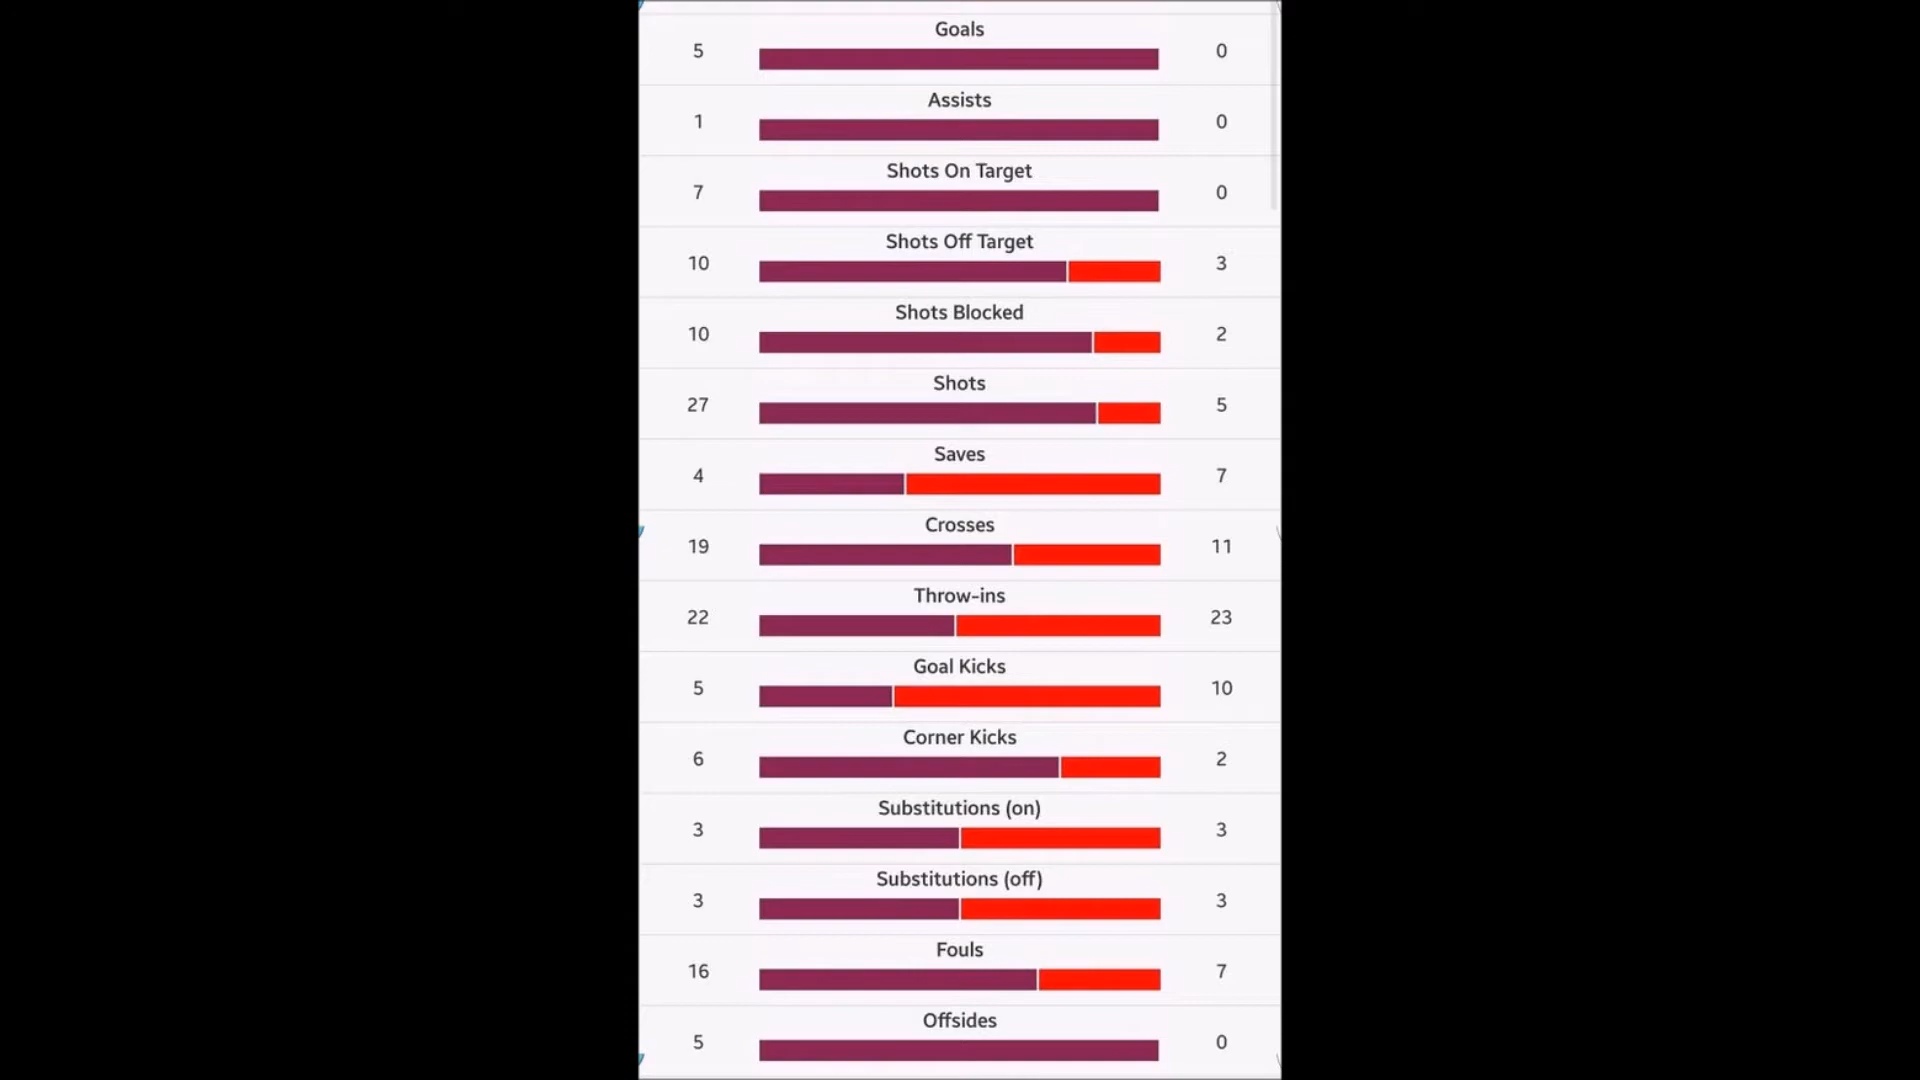 Goals
5 0
Assists
1 0
Shots On Target
7 0
Shots Off Target
10 3
Shots Blocked
10 2
Shots
27 5
Saves
4 7
Crosses
19 11
Throw-ins
22 23
Goal Kicks
5 10
Corner Kicks
6 2
Substitutions (on)
3 3
Substitutions (off)
3 3
Fouls
16 7
Offsides
5 0